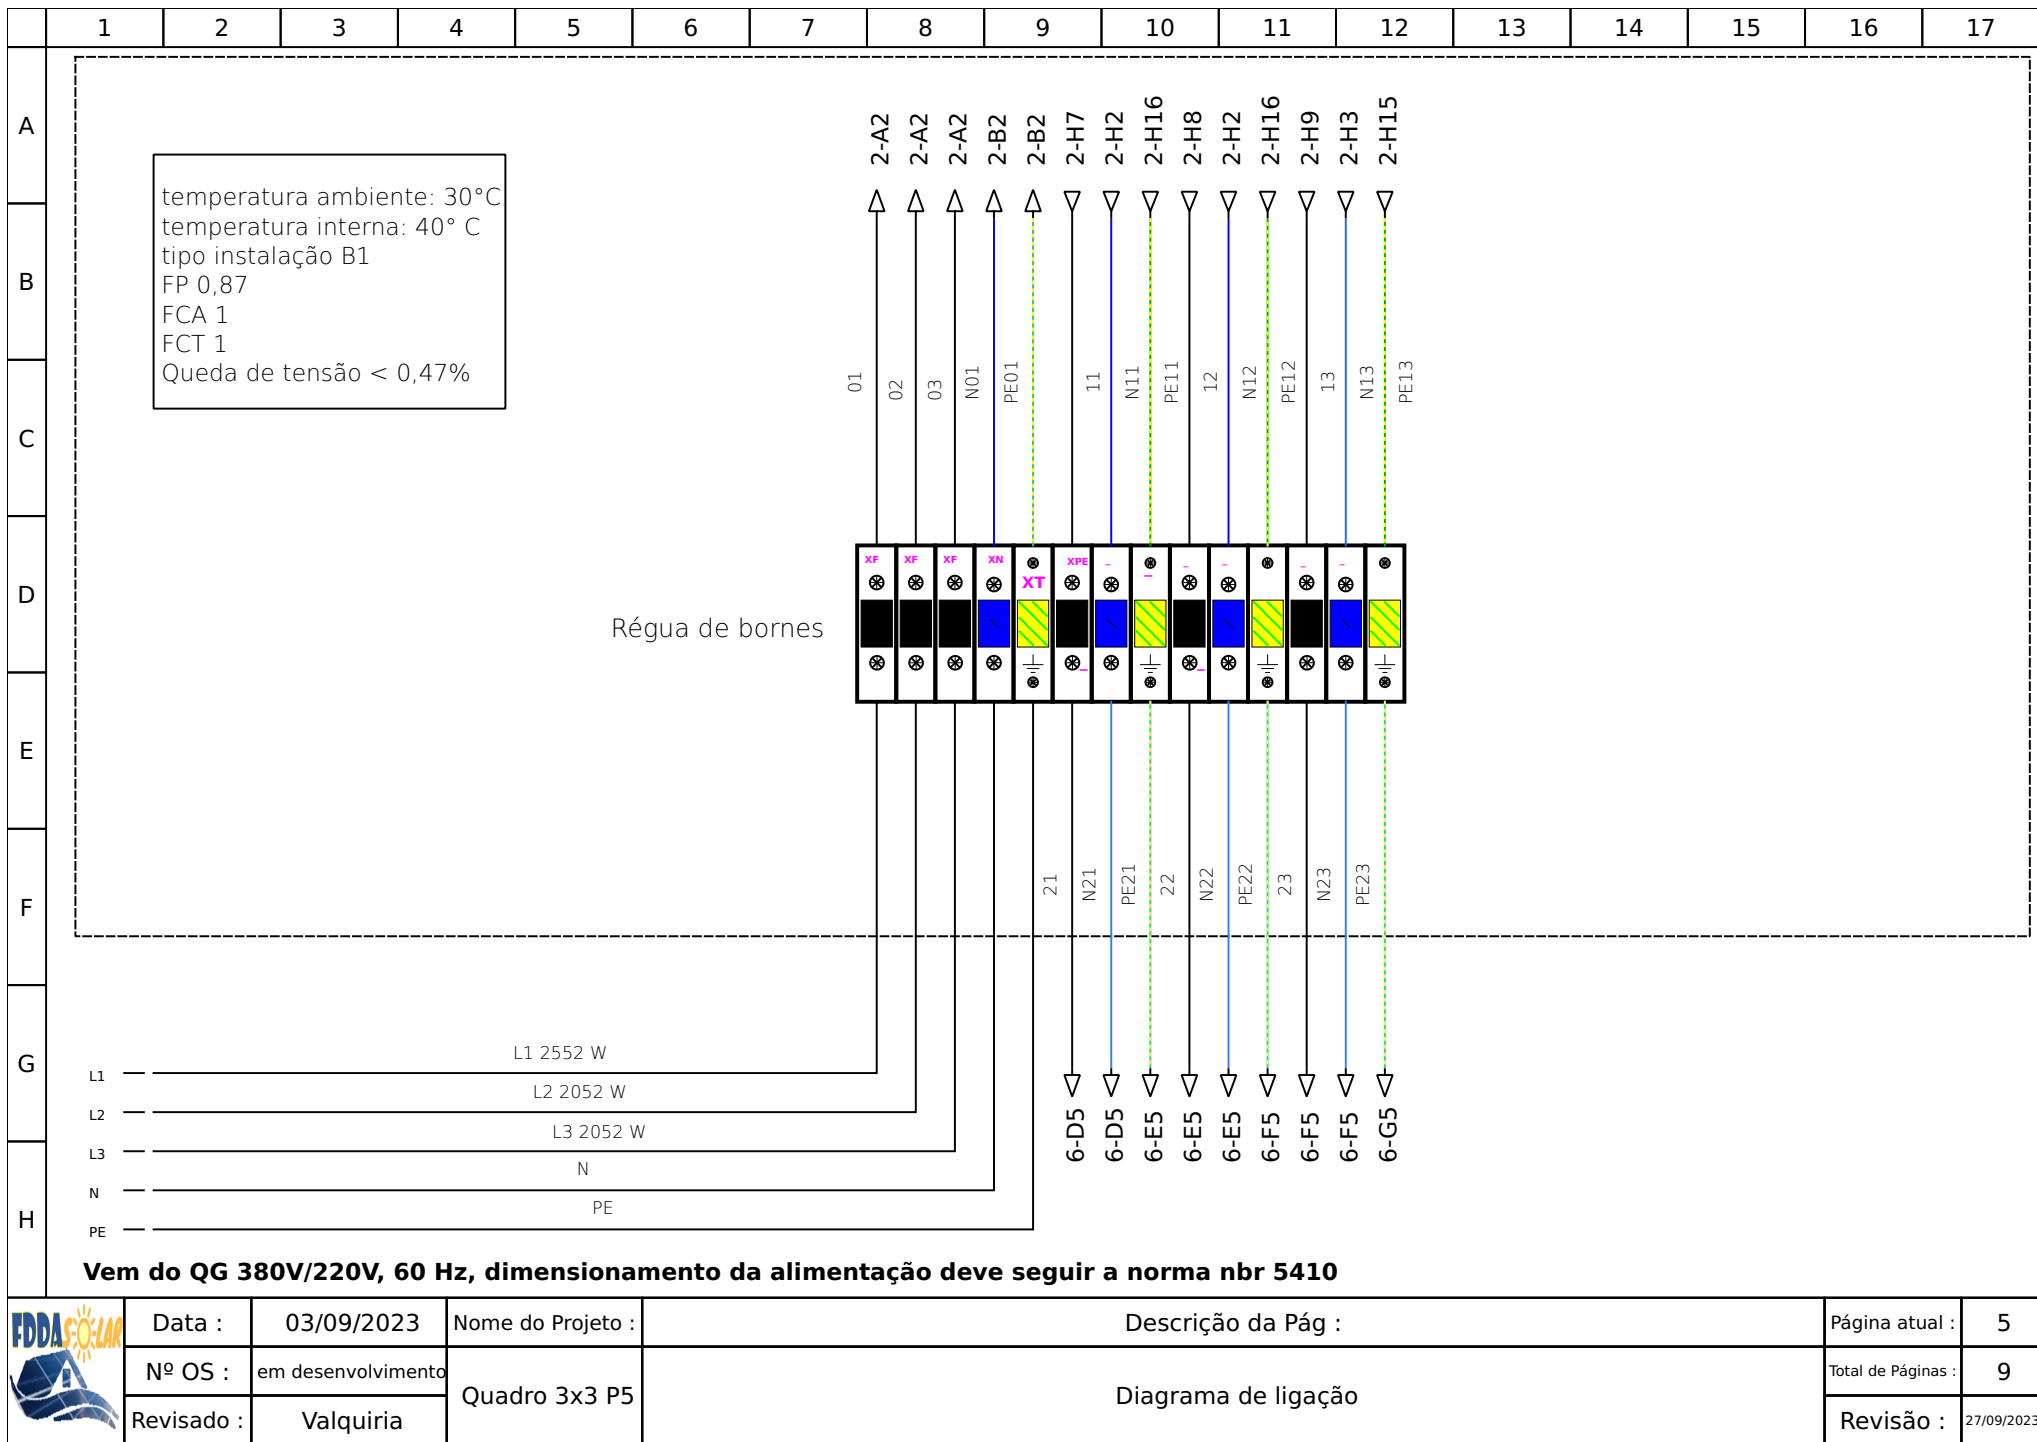 1 2 3 4 5 6 7 8 9 10 11 12 13 14 15 16 17
A
B
C
D
E
F
G
H
2-A2 2-A2 2-A2 2-B2 2-B2 2-H7 2-H2 2-H16 2-H8 2-H2 2-H16 2-H9 2-H3 2-H15
temperatura ambiente: 30°C
temperatura interna: 40° C
tipo instalação B1
FP 0,87
FCA 1
FCT 1
Queda de tensão < 0,47%
01 02 03 N01 PE01 11 N11 PE11 12 N12 PE12 13 N13 PE13
XF XF XF XN XT XPE
Régua de bornes
21 N21 PE21 22 N22 PE22 23 N23 PE23
L1 L1 2552 W
L2 L2 2052 W
L3 L3 2052 W
N N
PE PE
6-D5 6-D5 6-E5 6-E5 6-E5 6-F5 6-F5 6-F5 6-G5
Vem do QG 380V/220V, 60 Hz, dimensionamento da alimentação deve seguir a norma nbr 5410
FDDA SOLAR
Data : 03/09/2023 Nome do Projeto : Descrição da Pág : Página atual : 5
Nº OS : em desenvolvimento Quadro 3x3 P5 Diagrama de ligação Total de Páginas : 9
Revisado : Valquiria Revisão : 27/09/2023